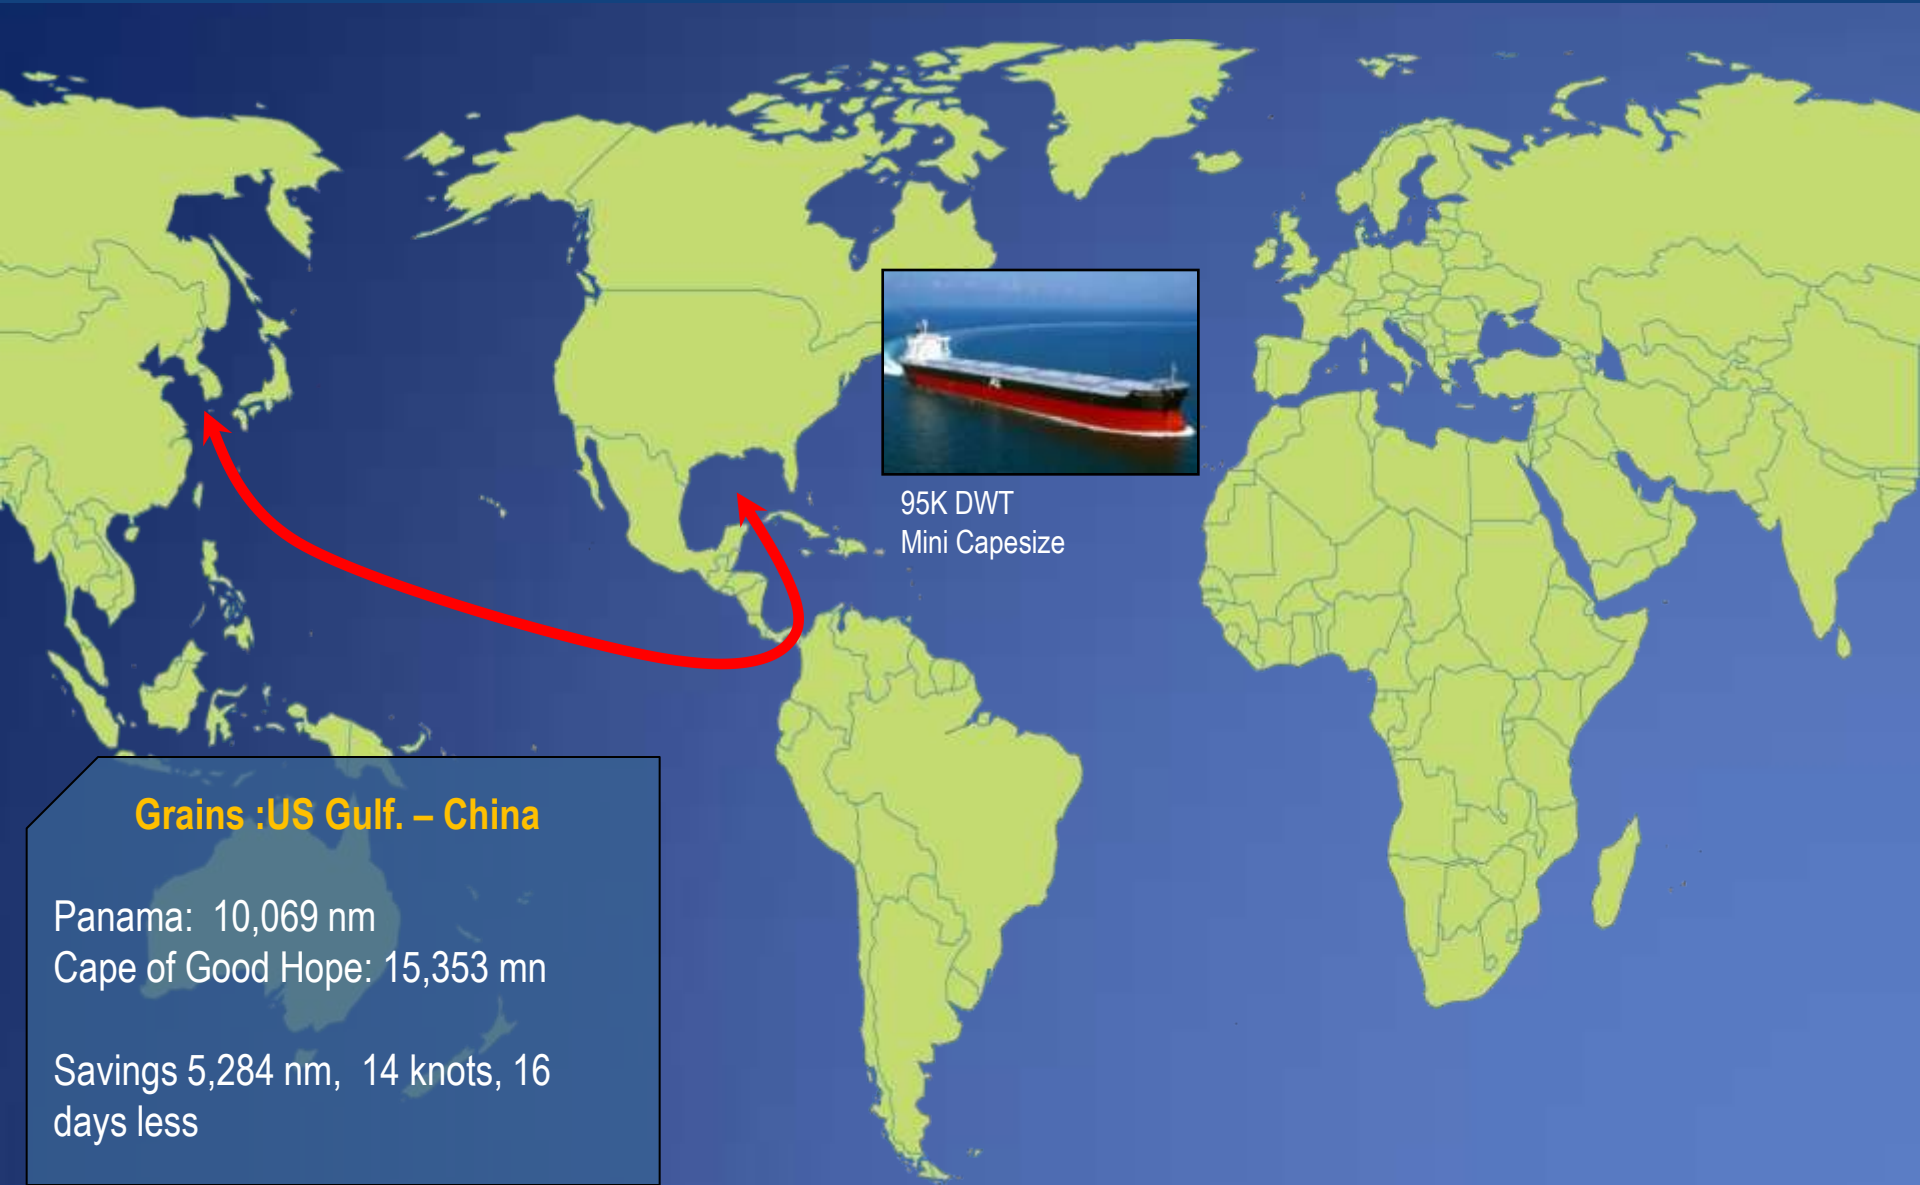 95K DWT
Mini Capesize
Grains :US Gulf. – China
Panama:  10,069 nm
Cape of Good Hope: 15,353 mn
Savings 5,284 nm,  14 knots, 16
days less